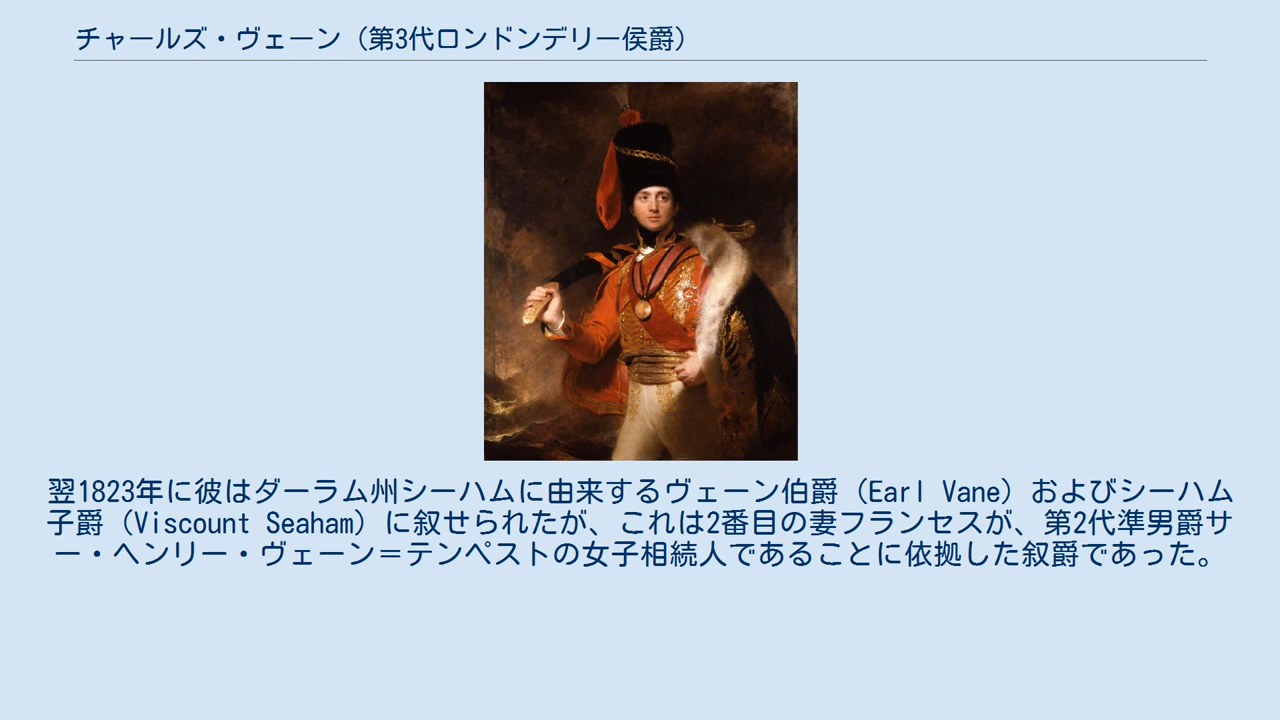 チャールズ・ヴェーン（第3代ロンドンデリー侯爵）
翌1823年に彼はダーラム州シーハムに由来するヴェーン伯爵（Earl Vane）およびシーハム
子爵（Viscount Seaham）に叙せられたが、これは2番目の妻フランセスが、第2代準男爵サ
ー・ヘンリー・ヴェーン＝テンペストの女子相続人であることに依拠した叙爵であった。